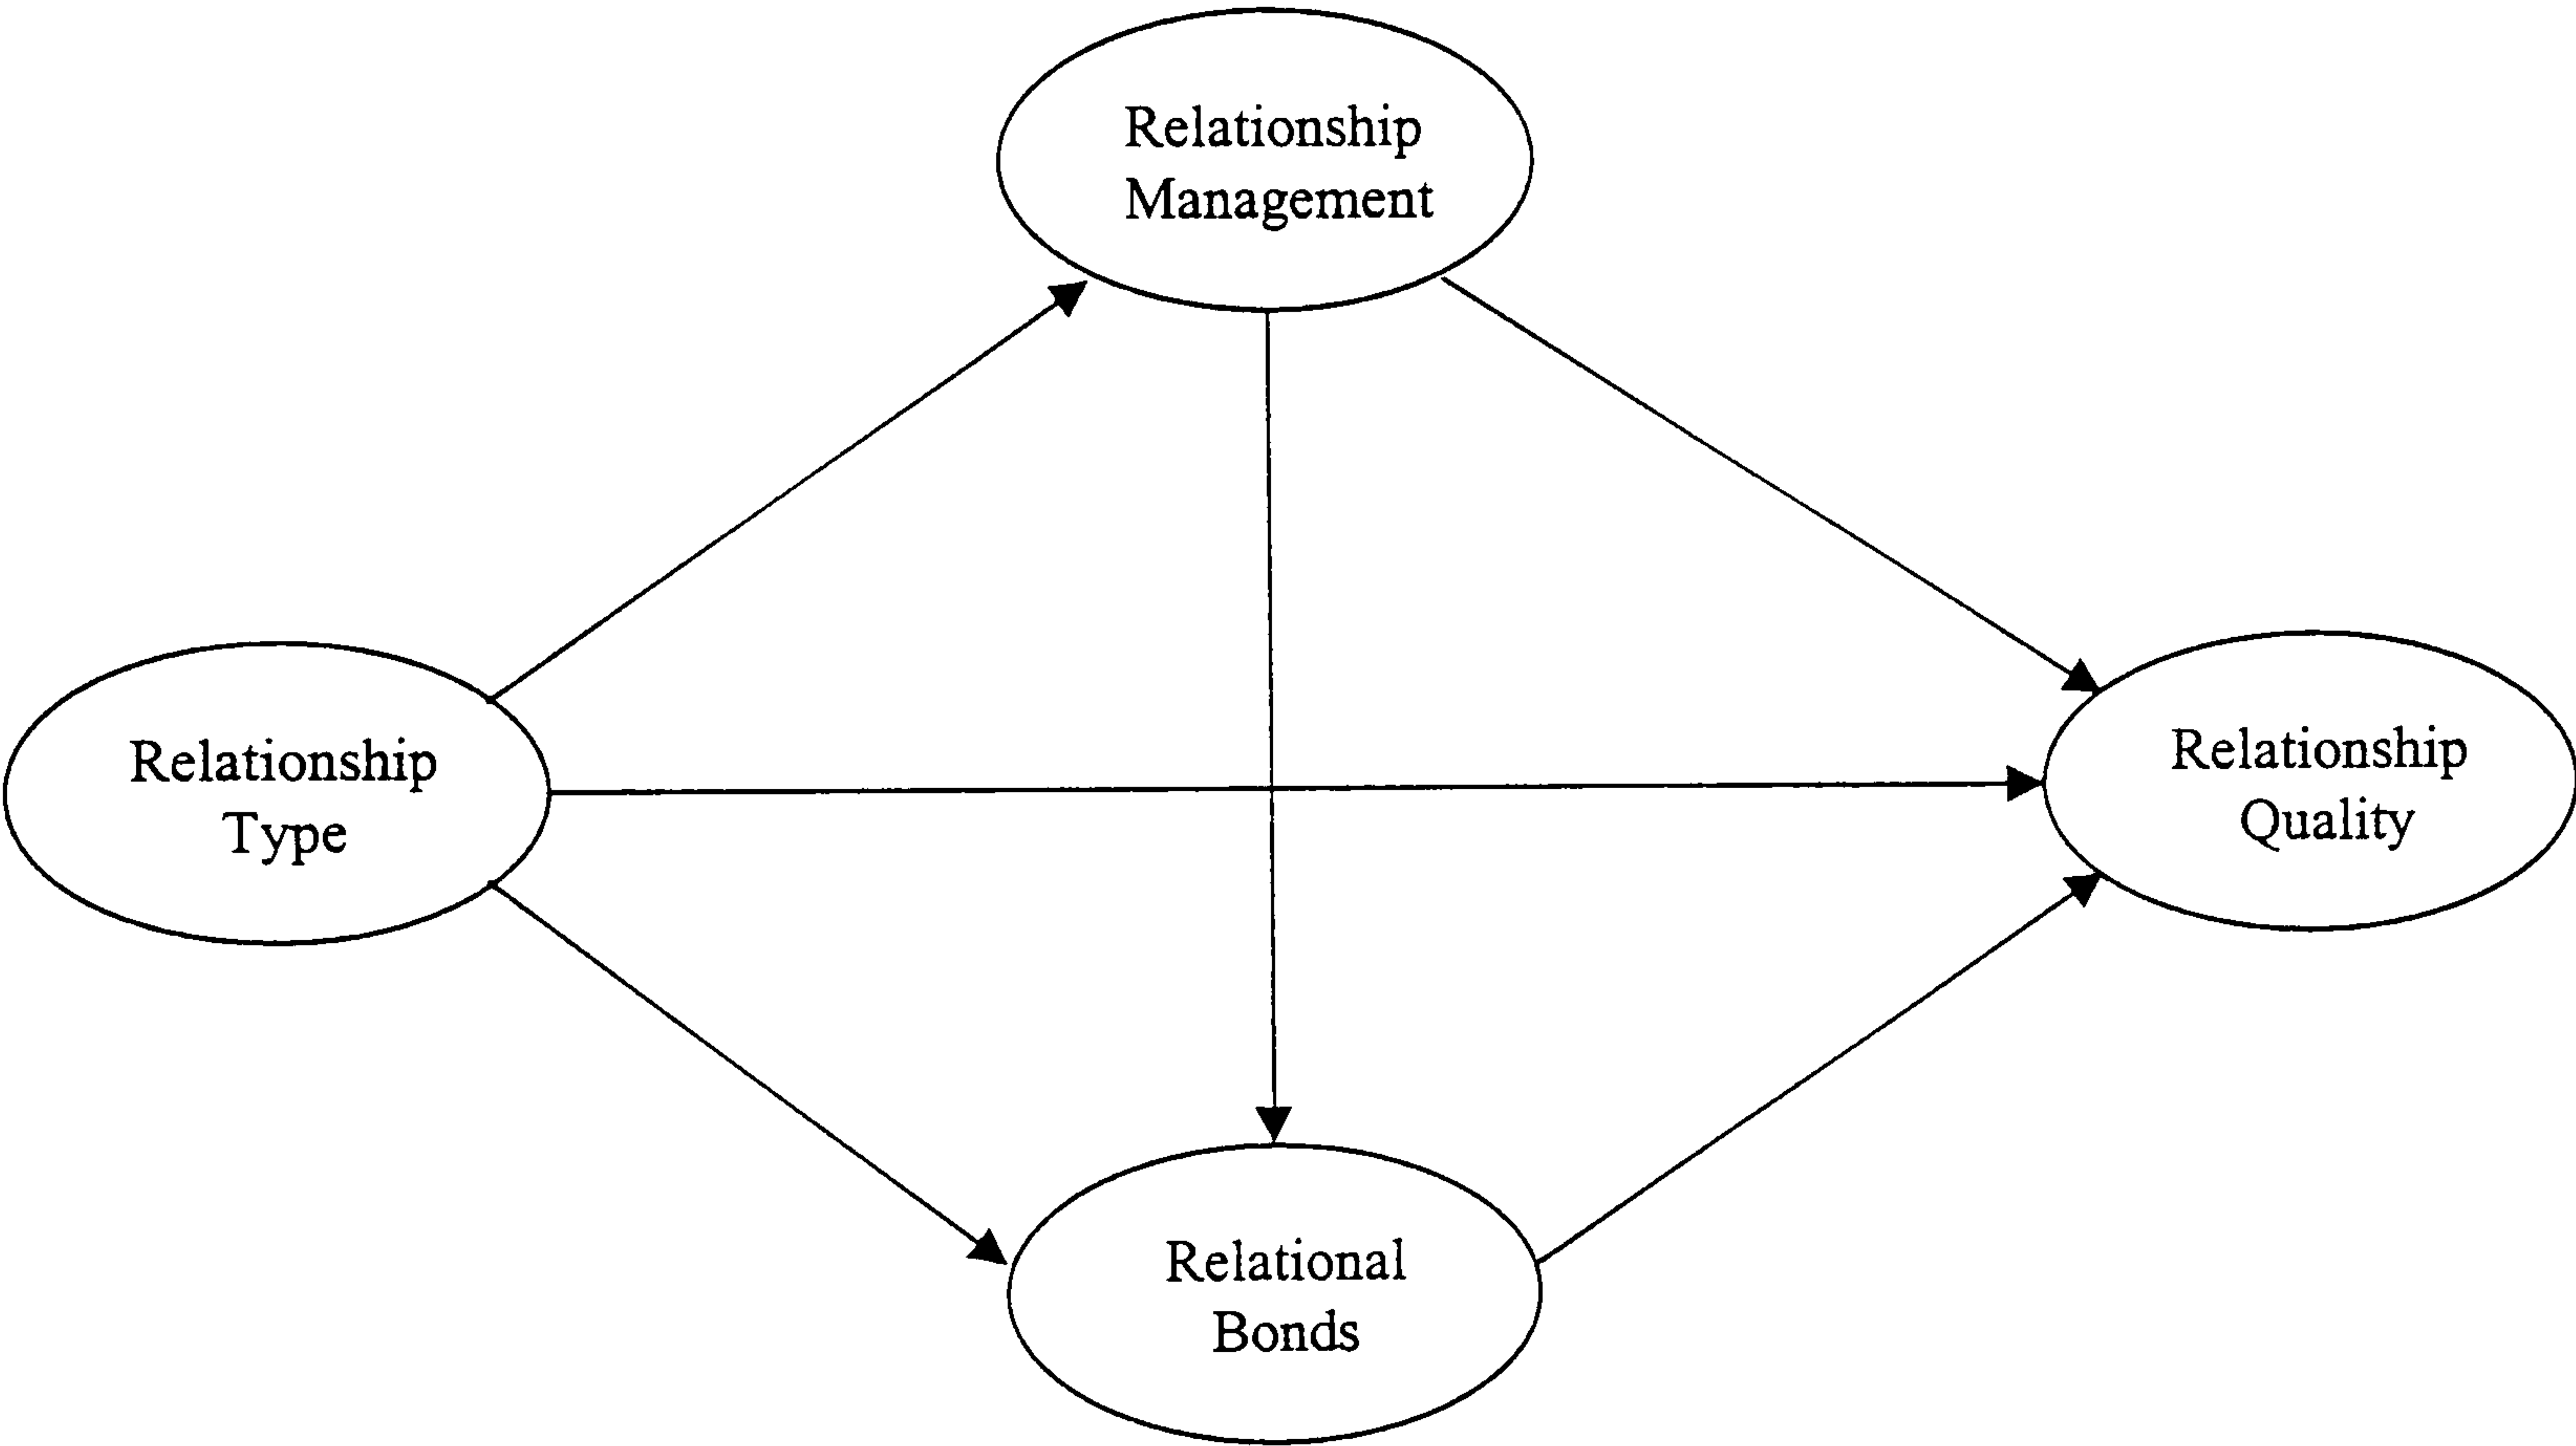 Relationship
Management
Relationship
Type
Relationship
Quality
Relational
Bonds